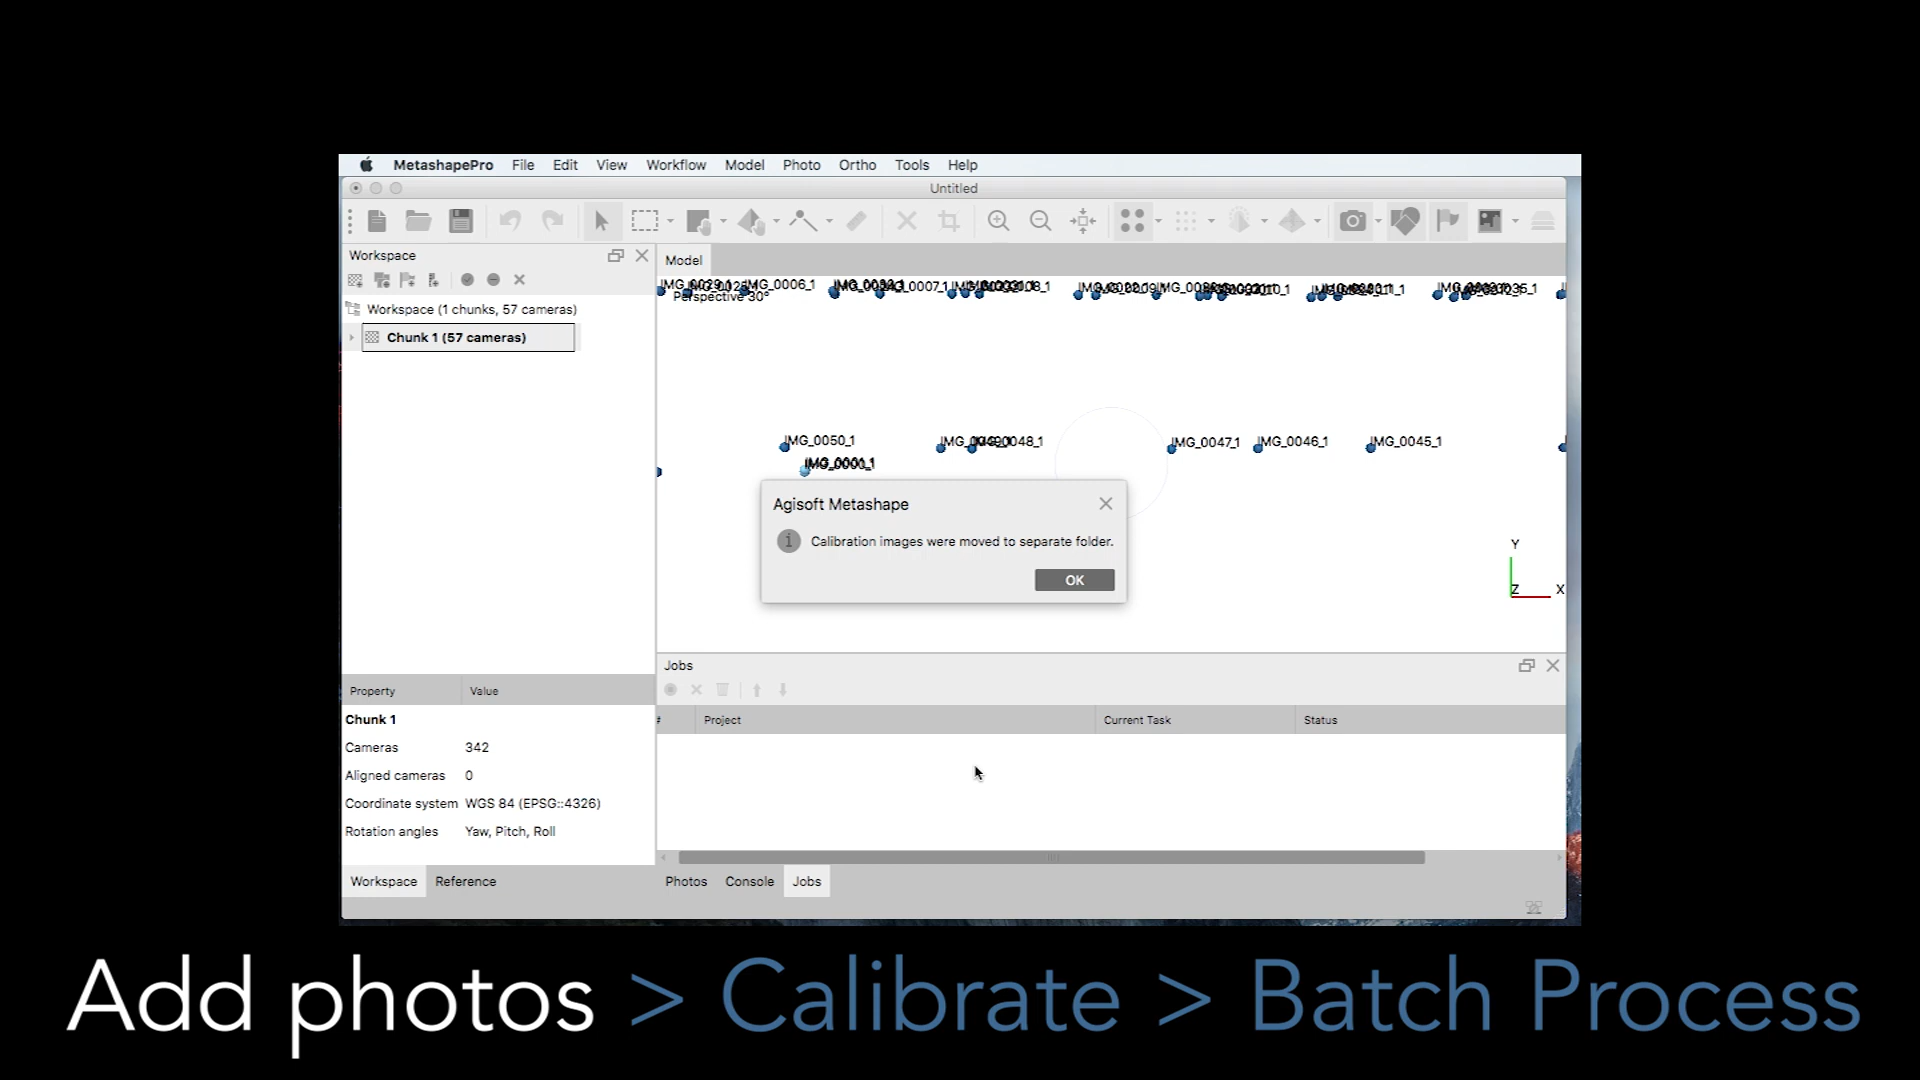 MetashapePro File Edit View Workflow Model Photo Ortho Tools Help
Untitled
Workspace
Model
Workspace (1 chunks, 57 cameras)
Chunk 1 (57 cameras)
IMG_0006_1
Perspective 30°
IMG_0050_1
IMG_0047_1
IMG_0046_1
IMG_0045_1
Agisoft Metashape
i Calibration images were moved to separate folder.
OK
Y
Z X
Jobs
# Project Current Task Status
Property Value
Chunk 1
Cameras 342
Aligned cameras 0
Coordinate system WGS 84 (EPSG::4326)
Rotation angles Yaw, Pitch, Roll
Workspace Reference
Photos Console Jobs
Add photos > Calibrate > Batch Process